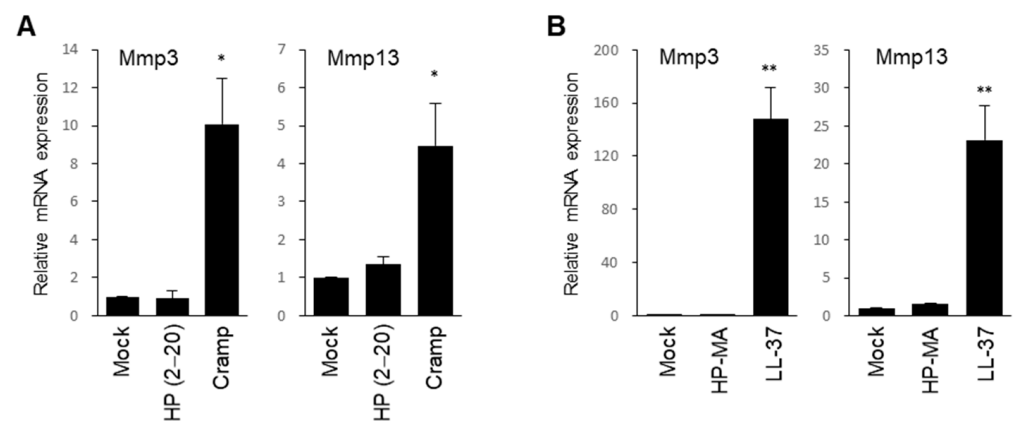 A
B
Mmp3
Relative mRNA expression
14
12
10
8
6
4
2
0
*
Mock
HP (2–20)
Cramp
Mmp13
7
6
5
4
3
2
1
0
*
Mock
HP (2–20)
Cramp
Mmp3
Relative mRNA expression
200
160
120
80
40
0
**
Mock
HP-MA
LL-37
Mmp13
35
30
25
20
15
10
5
0
**
Mock
HP-MA
LL-37